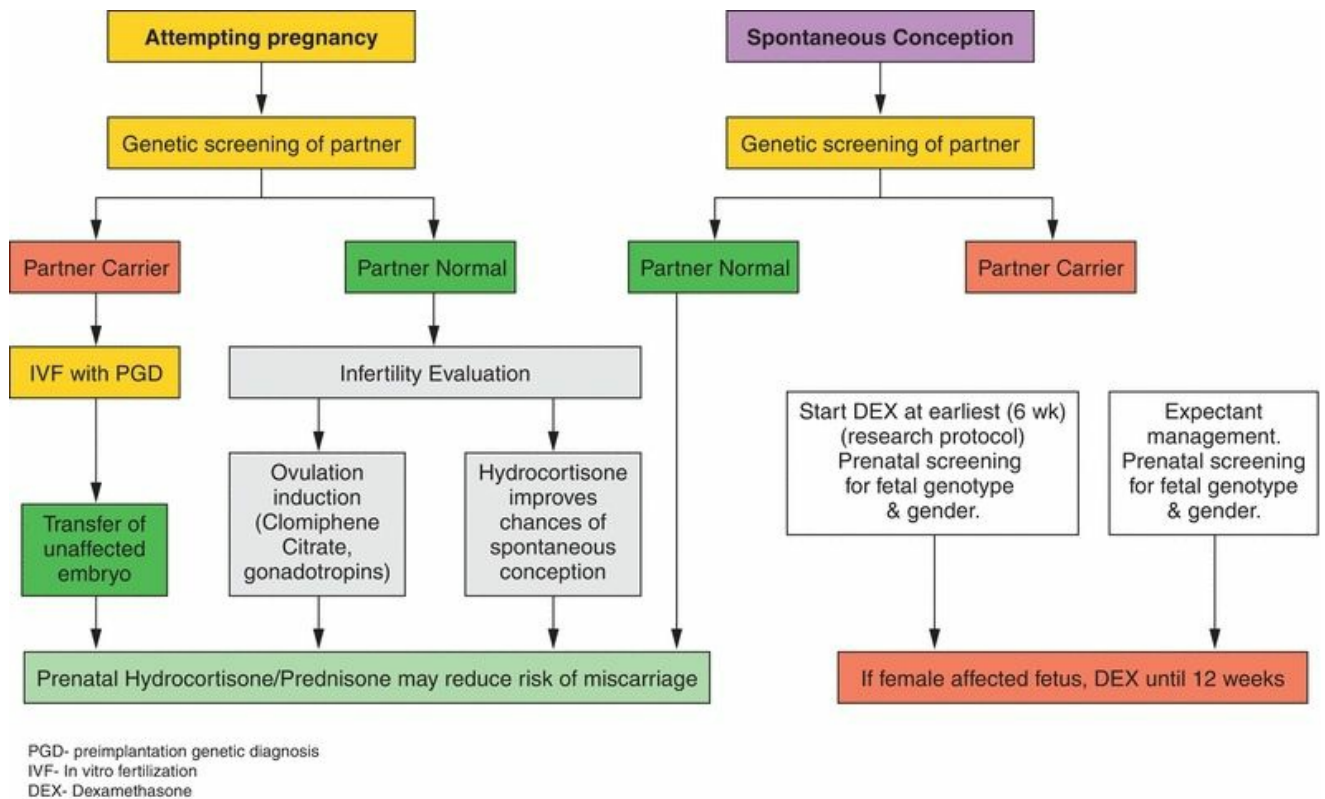 Attempting pregnancy
Spontaneous Conception
Genetic screening of partner
Genetic screening of partner
Partner Carrier
Partner Normal
Partner Normal
Partner Carrier
IVF with PGD
Infertility Evaluation
Start DEX at earliest (6 wk)
(research protocol)
Prenatal screening
for fetal genotype
& gender.
Expectant
management.
Prenatal screening
for fetal genotype
& gender.
Transfer of
unaffected
embryo
Ovulation
induction
(Clomiphene
Citrate,
gonadotropins)
Hydrocortisone
improves
chances of
spontaneous
conception
Prenatal Hydrocortisone/Prednisone may reduce risk of miscarriage
If female affected fetus, DEX until 12 weeks
PGD- preimplantation genetic diagnosis
IVF- In vitro fertilization
DEX- Dexamethasone